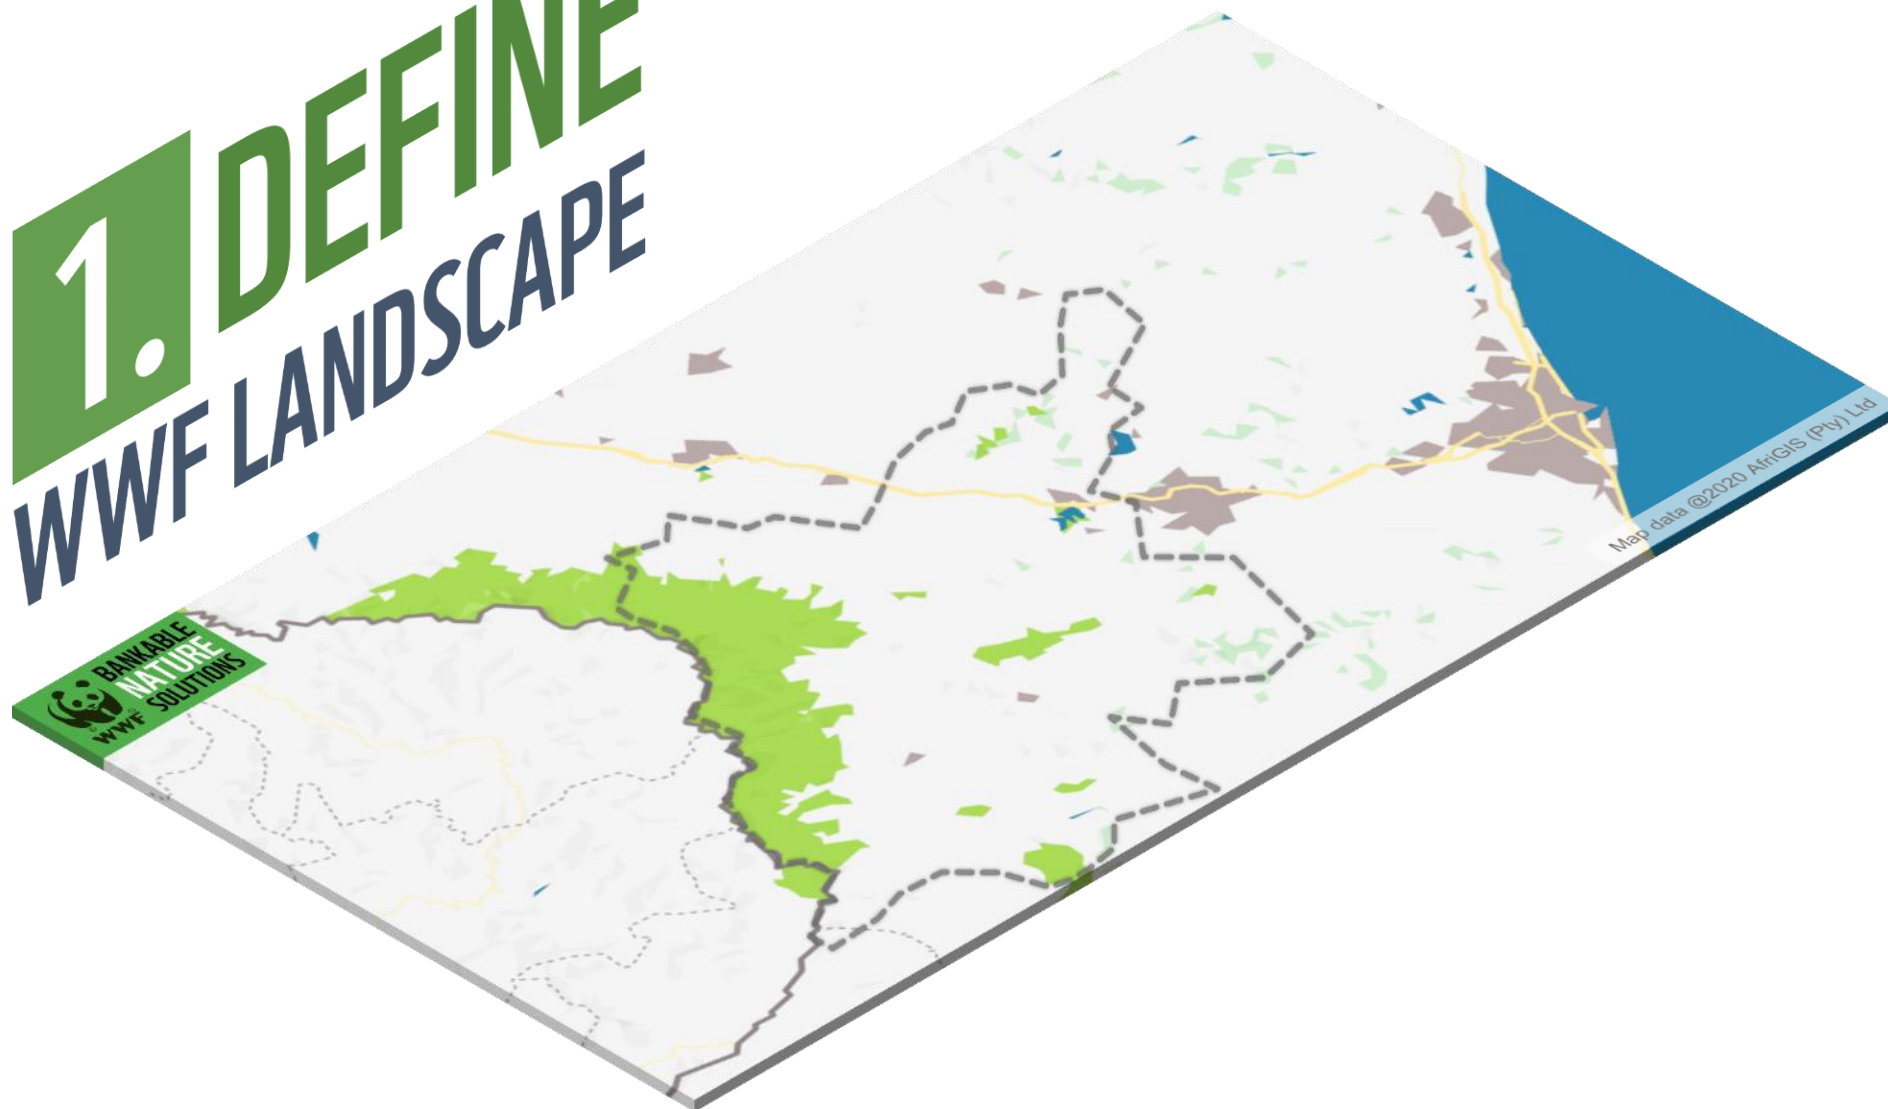 1. DEFINE
WWF LANDSCAPE
BANKABLE
NATURE
SOLUTIONS
WWF
Map data @2020 AfriGIS (Pty) Ltd